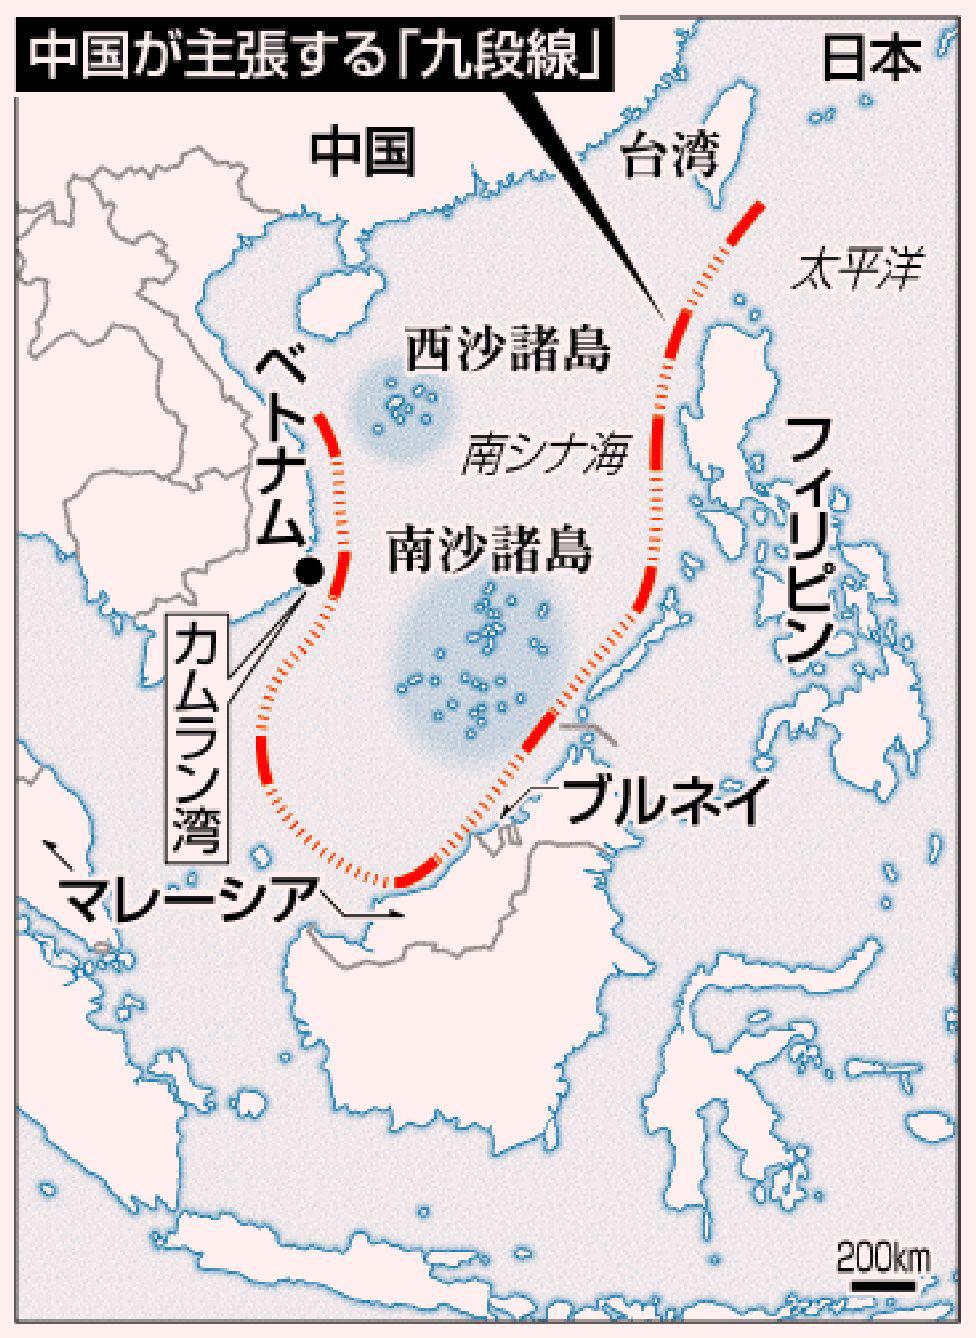 中国が主張する「九段線」
日本
中国
台湾
太平洋
西沙諸島
ベトナム
南シナ海
フィリピン
南沙諸島
カムラン湾
ブルネイ
マレーシア
200km